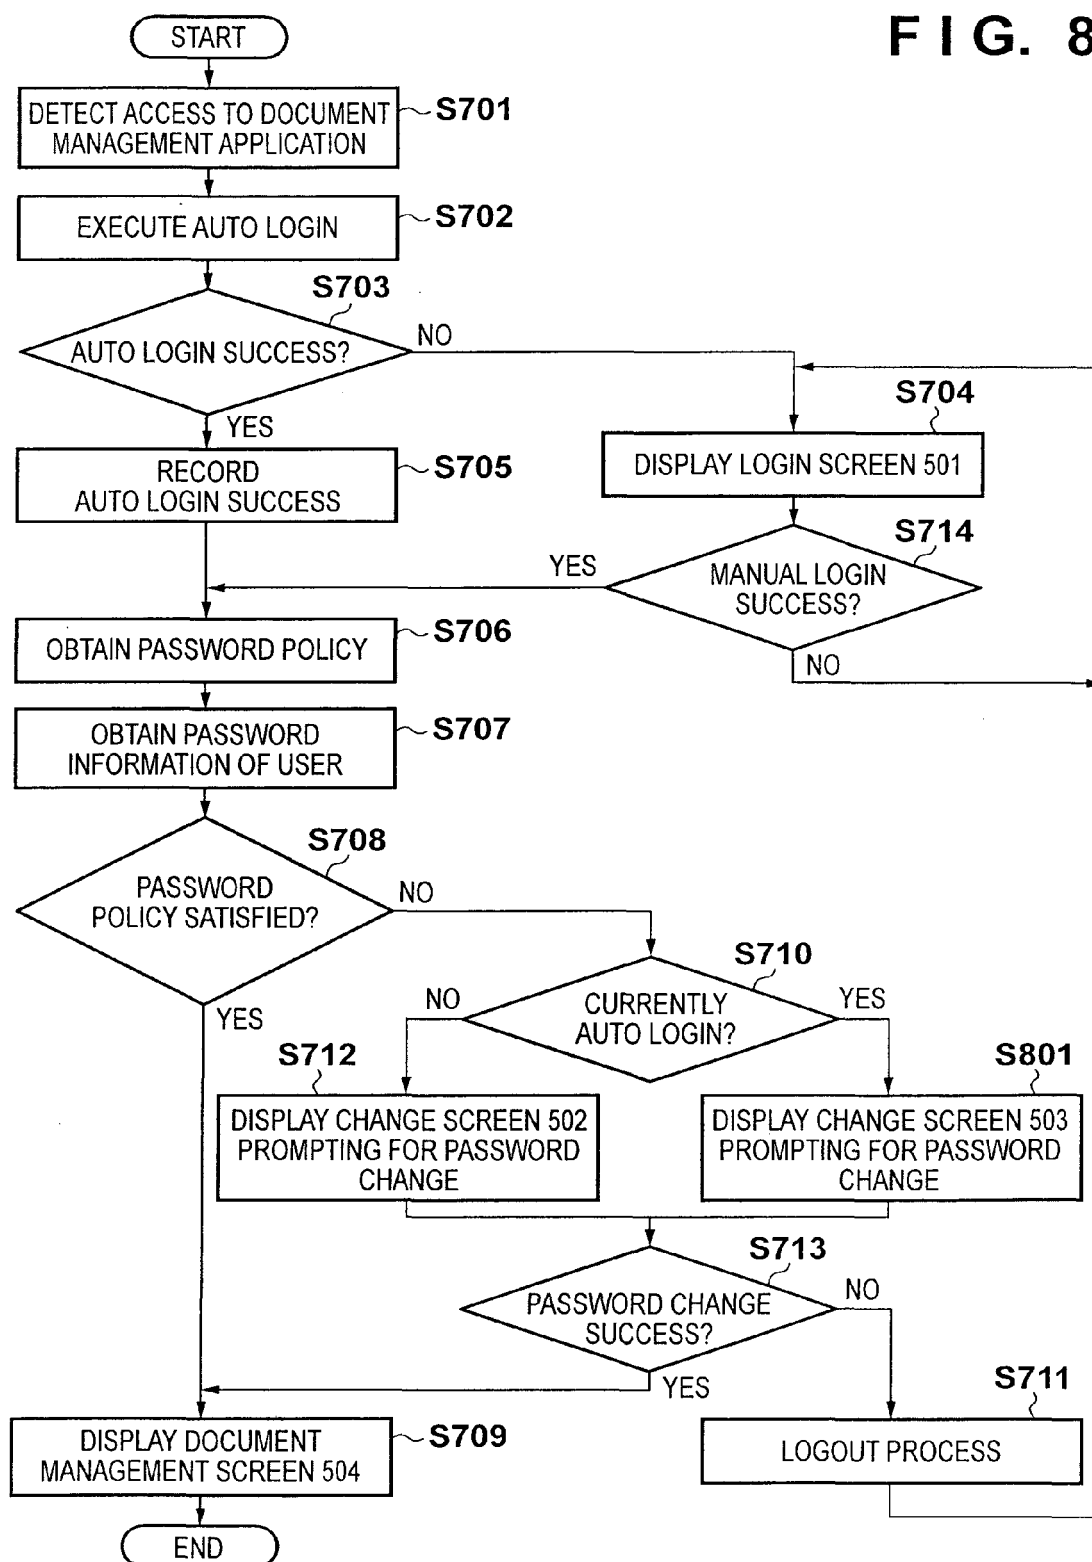 FIG. 8
START
DETECT ACCESS TO DOCUMENT
MANAGEMENT APPLICATION
S701
EXECUTE AUTO LOGIN
S702
S703
AUTO LOGIN SUCCESS?
NO
YES
S704
DISPLAY LOGIN SCREEN 501
RECORD
AUTO LOGIN SUCCESS
S705
S714
MANUAL LOGIN
SUCCESS?
YES
NO
OBTAIN PASSWORD POLICY
S706
OBTAIN PASSWORD
INFORMATION OF USER
S707
S708
PASSWORD
POLICY SATISFIED?
NO
YES
S710
CURRENTLY
AUTO LOGIN?
NO
YES
S712
DISPLAY CHANGE SCREEN 502
PROMPTING FOR PASSWORD
CHANGE
S801
DISPLAY CHANGE SCREEN 503
PROMPTING FOR PASSWORD
CHANGE
S713
PASSWORD CHANGE
SUCCESS?
NO
YES
S711
LOGOUT PROCESS
DISPLAY DOCUMENT
MANAGEMENT SCREEN 504
S709
END